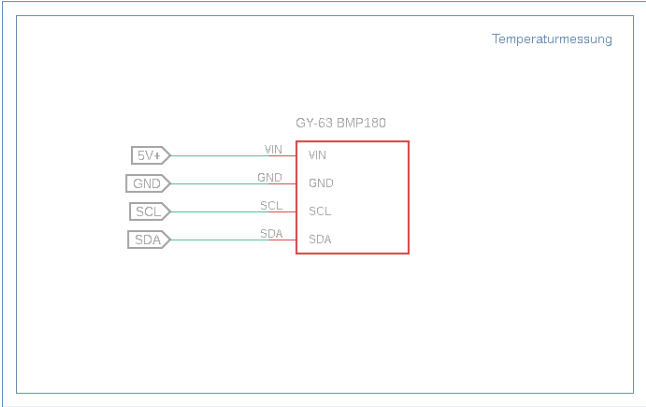 Temperaturmessung
GY-63 BMP180
5V+ VIN VIN
GND GND GND
SCL SCL SCL
SDA SDA SDA